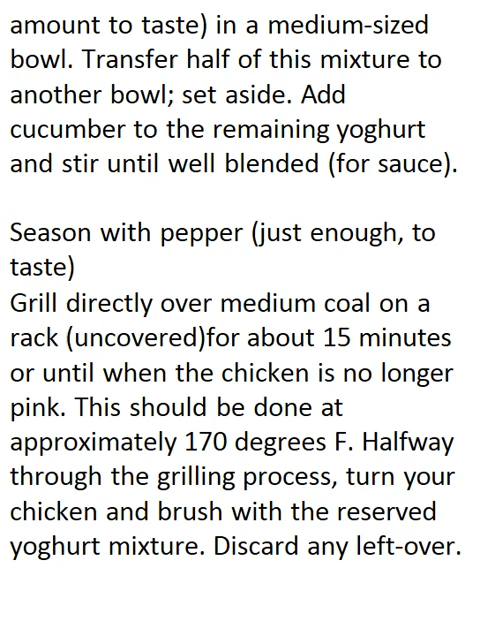 amount to taste) in a medium-sized
bowl. Transfer half of this mixture to
another bowl; set aside. Add
cucumber to the remaining yoghurt
and stir until well blended (for sauce).
Season with pepper (just enough, to
taste)
Grill directly over medium coal on a
rack (uncovered)for about 15 minutes
or until when the chicken is no longer
pink. This should be done at
approximately 170 degrees F. Halfway
through the grilling process, turn your
chicken and brush with the reserved
yoghurt mixture. Discard any left-over.